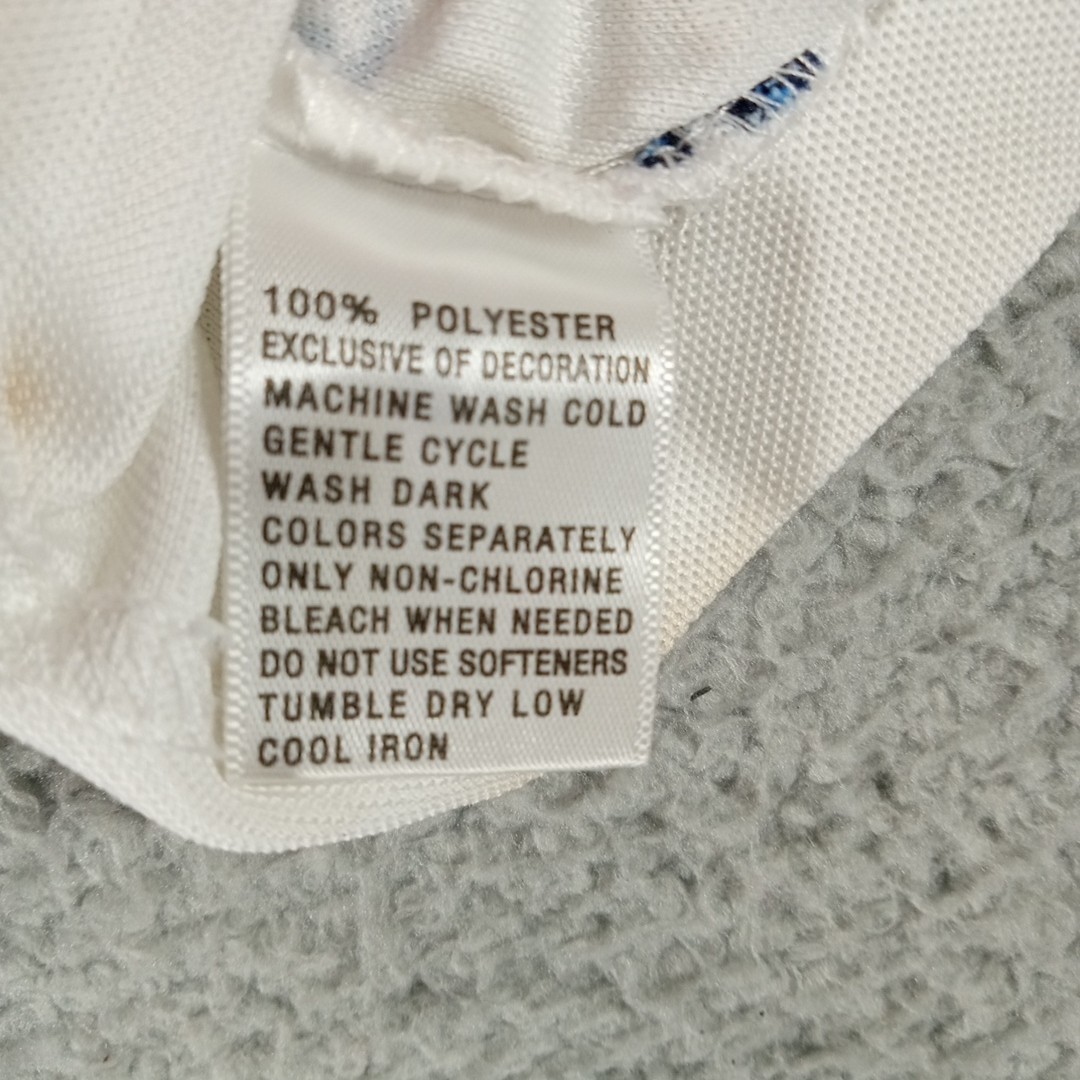 100% POLYESTER
EXCLUSIVE OF DECORATION
MACHINE WASH COLD
GENTLE CYCLE
WASH DARK
COLORS SEPARATELY
ONLY NON-CHLORINE
BLEACH WHEN NEEDED
DO NOT USE SOFTENERS
TUMBLE DRY LOW
COOL IRON